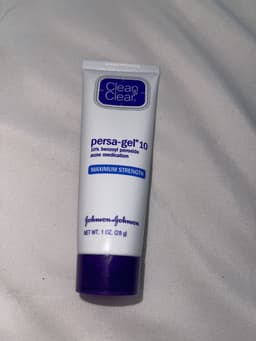 Clean &
Clear.
persa-gel® 10
10% benzoyl peroxide
acne medication
MAXIMUM STRENGTH
Johnson & Johnson
NET WT. 1 OZ. (28 g)